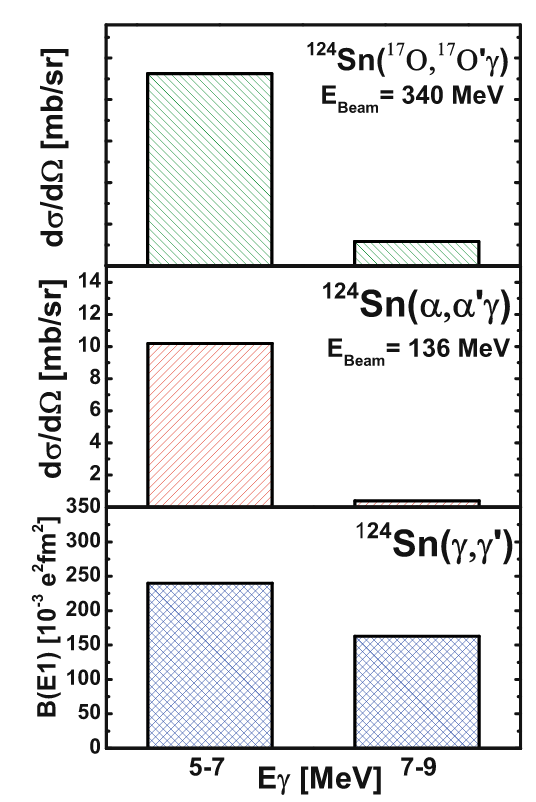 ¹²⁴Sn(¹⁷O,¹⁷O'γ)
E_Beam = 340 MeV
dσ/dΩ [mb/sr]
¹²⁴Sn(α,α'γ)
E_Beam = 136 MeV
dσ/dΩ [mb/sr]
14
12
10
8
6
4
2
¹²⁴Sn(γ,γ')
B(E1) [10⁻³ e²fm²]
350
300
250
200
150
100
50
0
5-7
7-9
Eγ [MeV]